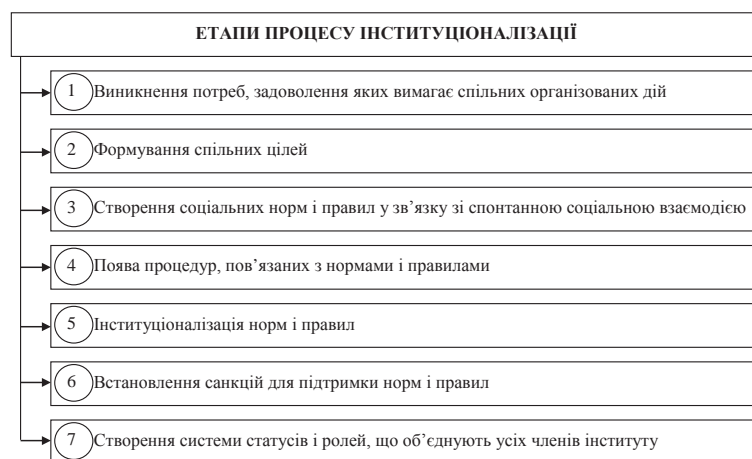 ЕТАПИ ПРОЦЕСУ ІНСТИТУЦІОНАЛІЗАЦІЇ
1 Виникнення потреб, задоволення яких вимагає спільних організованих дій
2 Формування спільних цілей
3 Створення соціальних норм і правил у зв’язку зі спонтанною соціальною взаємодією
4 Поява процедур, пов’язаних з нормами і правилами
5 Інституціоналізація норм і правил
6 Встановлення санкцій для підтримки норм і правил
7 Створення системи статусів і ролей, що об’єднують усіх членів інституту